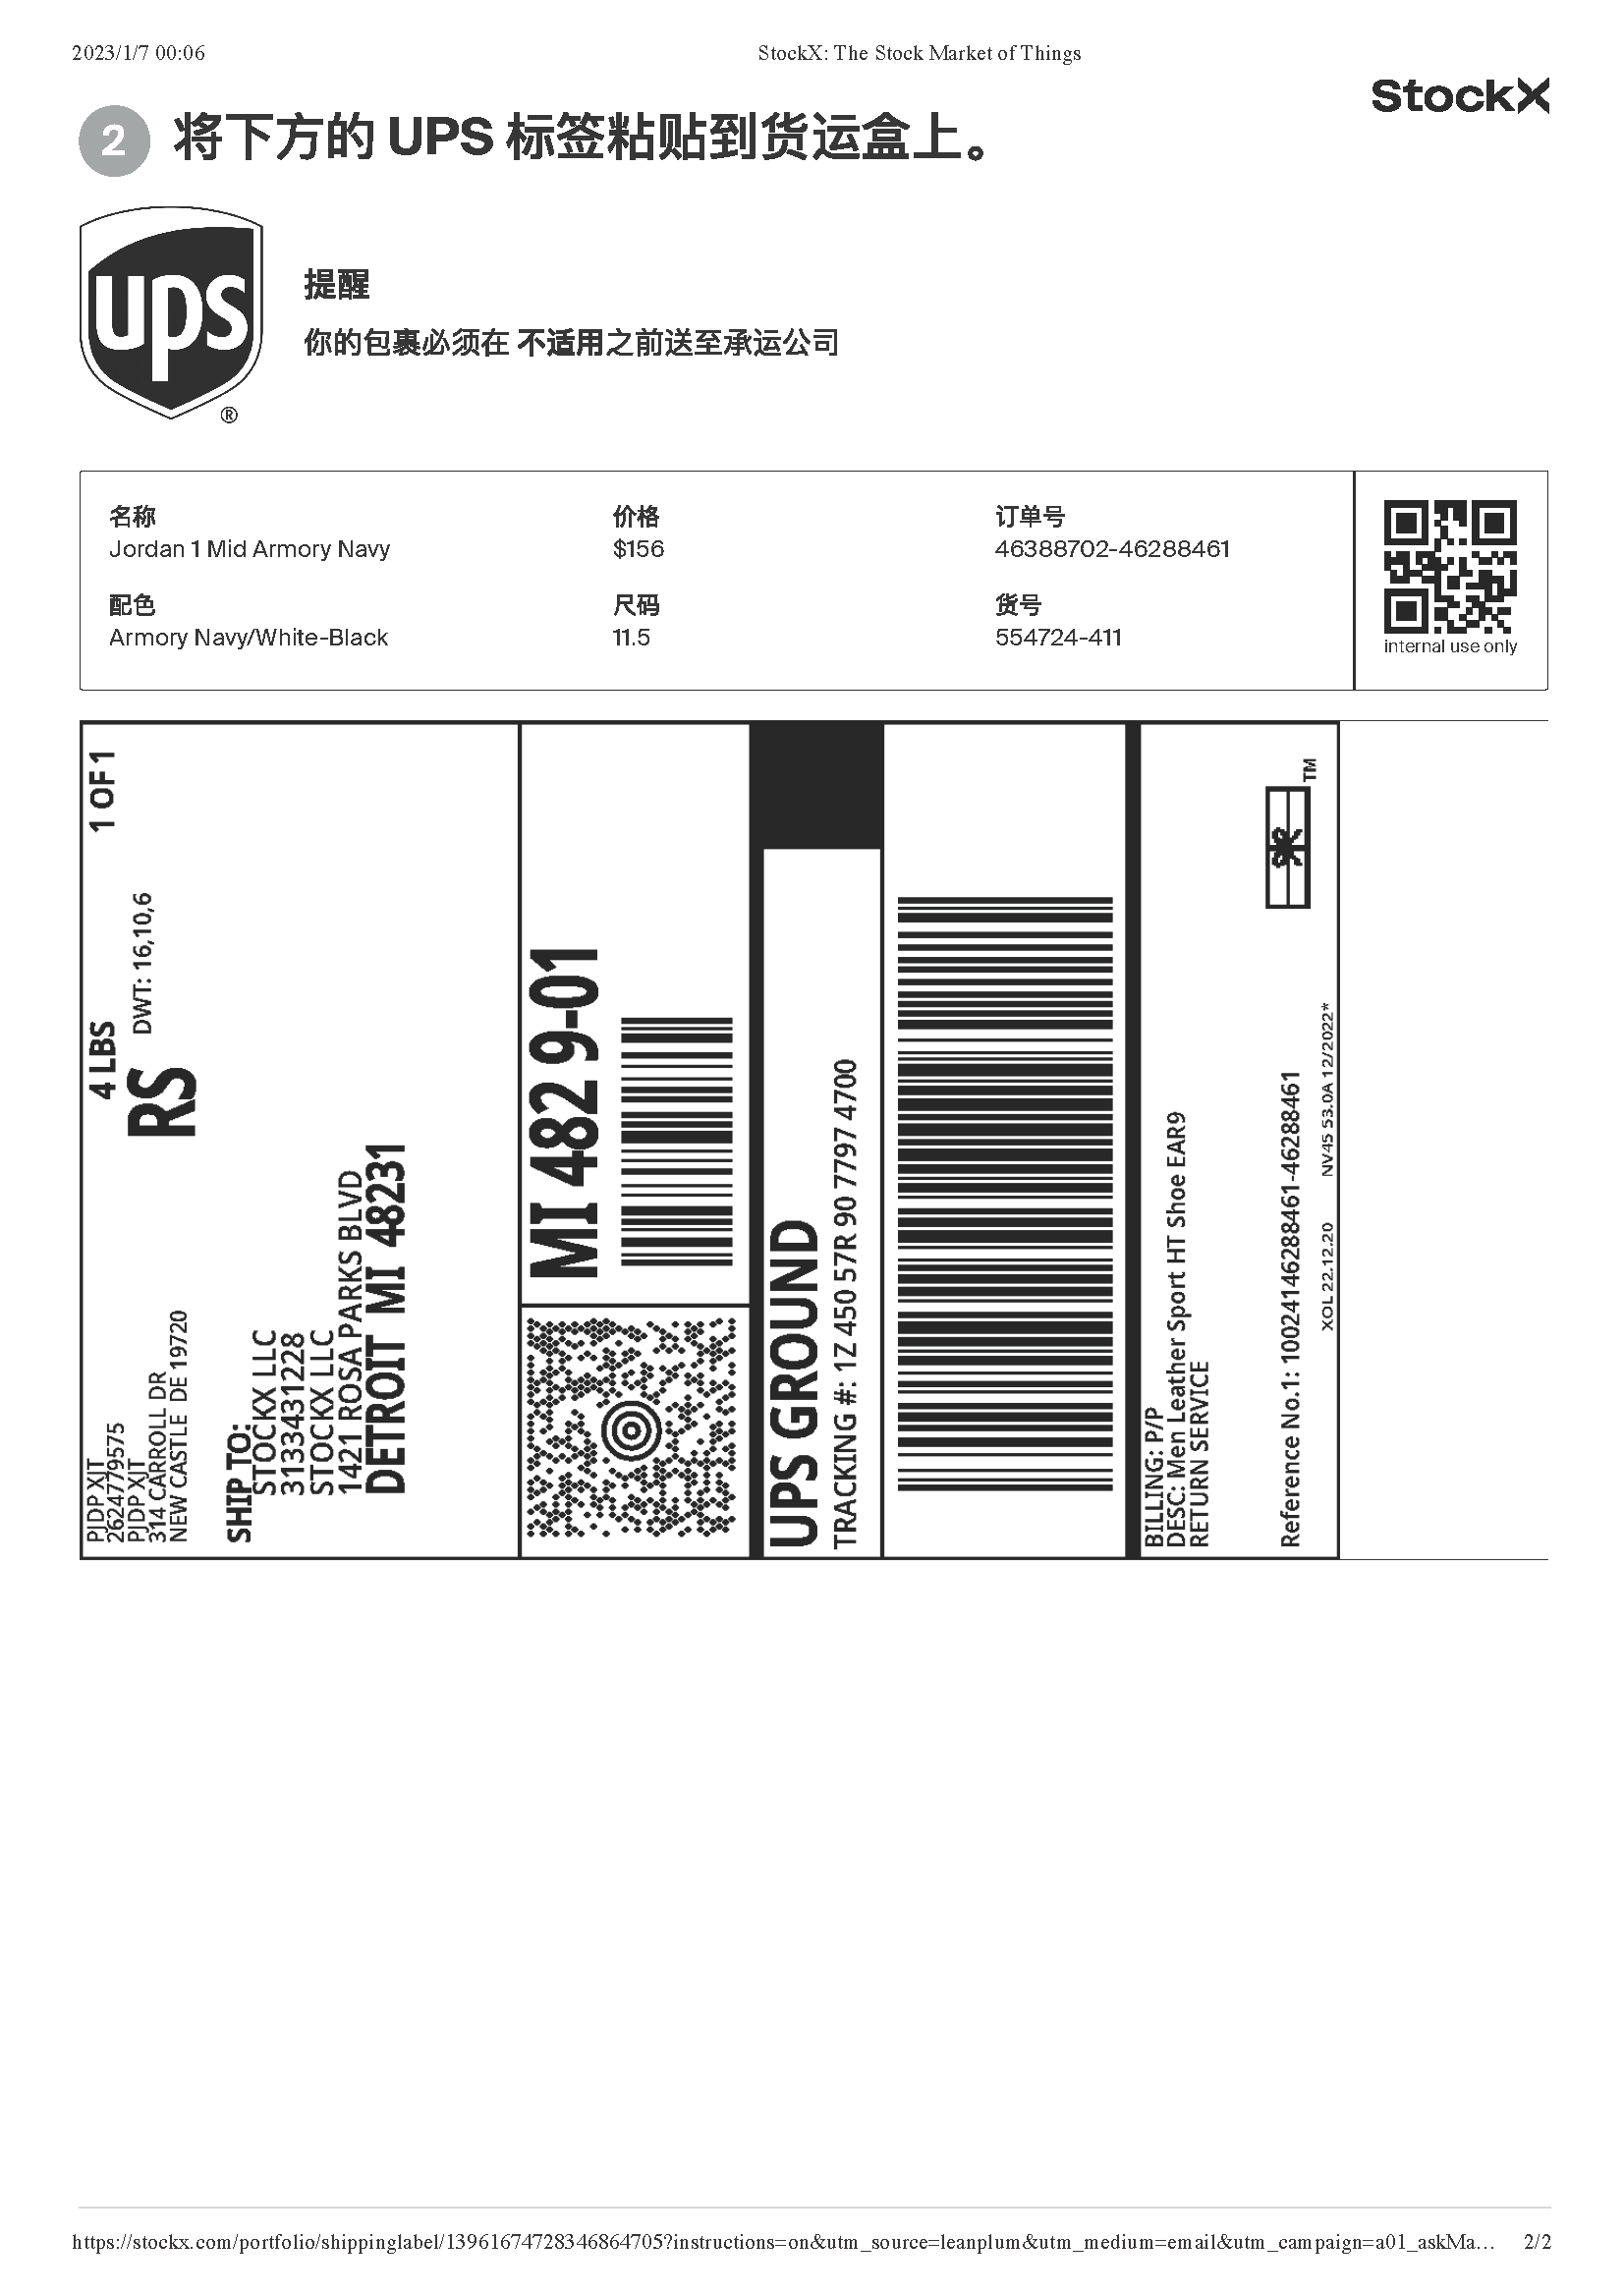 2023/1/7 00:06
StockX: The Stock Market of Things
StockX
2 将下方的 UPS 标签粘贴到货运盒上。
ups
®
提醒
你的包裹必须在 不适用之前送至承运公司
名称
Jordan 1 Mid Armory Navy
价格
$156
订单号
46388702-46288461
配色
Armory Navy/White-Black
尺码
11.5
货号
554724-411
internal use only
PJDP XJT
2624779575
PJDP XJT
314 CARROLL DR
NEW CASTLE DE 19720
4 LBS
1 OF 1
RS
DWT: 16,10,6
SHIP TO:
STOCKX LLC
3133431228
STOCKX LLC
1421 ROSA PARKS BLVD
DETROIT MI 48231
MI 482 9-01
UPS GROUND
TRACKING #: 1Z 450 57R 90 7797 4700
BILLING: P/P
DESC: Men Leather Sport HT Shoe EAR9
RETURN SERVICE
TM
Reference No.1: 10024146288461-46288461
XOL 22.12.20
NV45 53.0A 12/2022*
https://stockx.com/portfolio/shippinglabel/13961674728346864705?instructions=on&utm_source=leanplum&utm_medium=email&utm_campaign=a01_askMa…
2/2